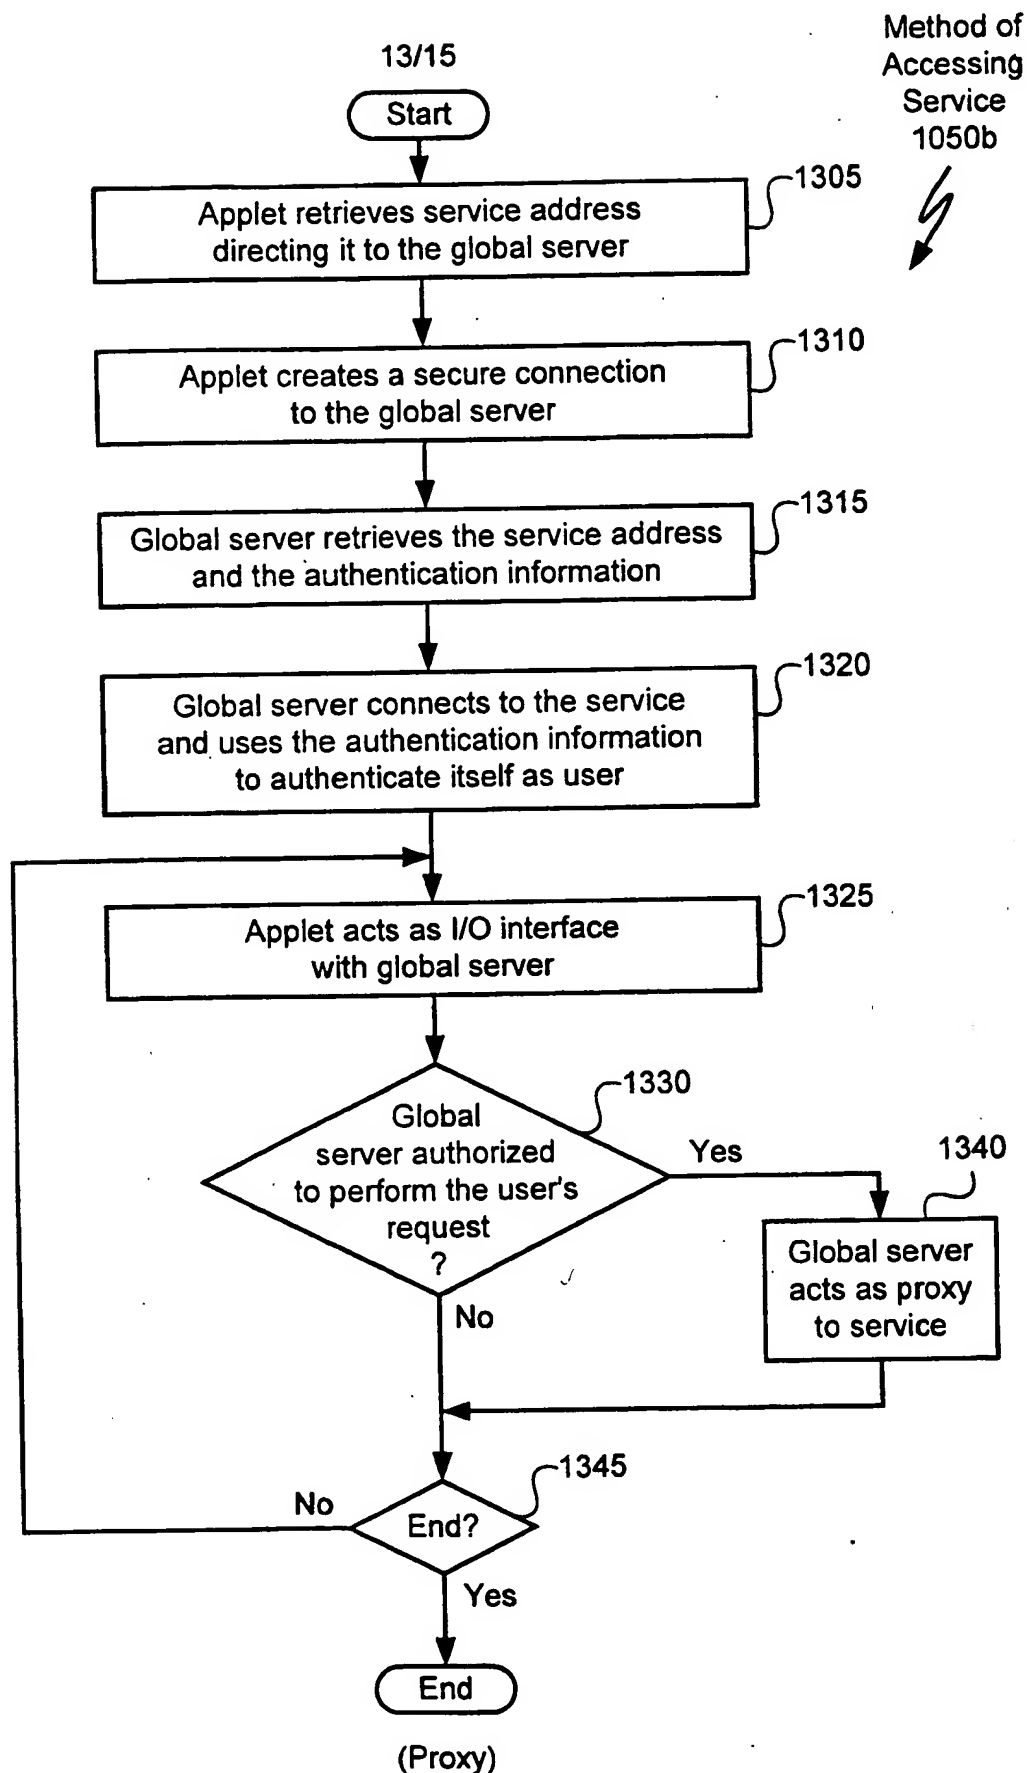 13/15
Method of
Accessing
Service
1050b
Start
1305
Applet retrieves service address
directing it to the global server
1310
Applet creates a secure connection
to the global server
1315
Global server retrieves the service address
and the authentication information
1320
Global server connects to the service
and uses the authentication information
to authenticate itself as user
1325
Applet acts as I/O interface
with global server
1330
Global
server authorized
to perform the user's
request
?
Yes
1340
Global server
acts as proxy
to service
No
1345
No
End?
Yes
End
(Proxy)